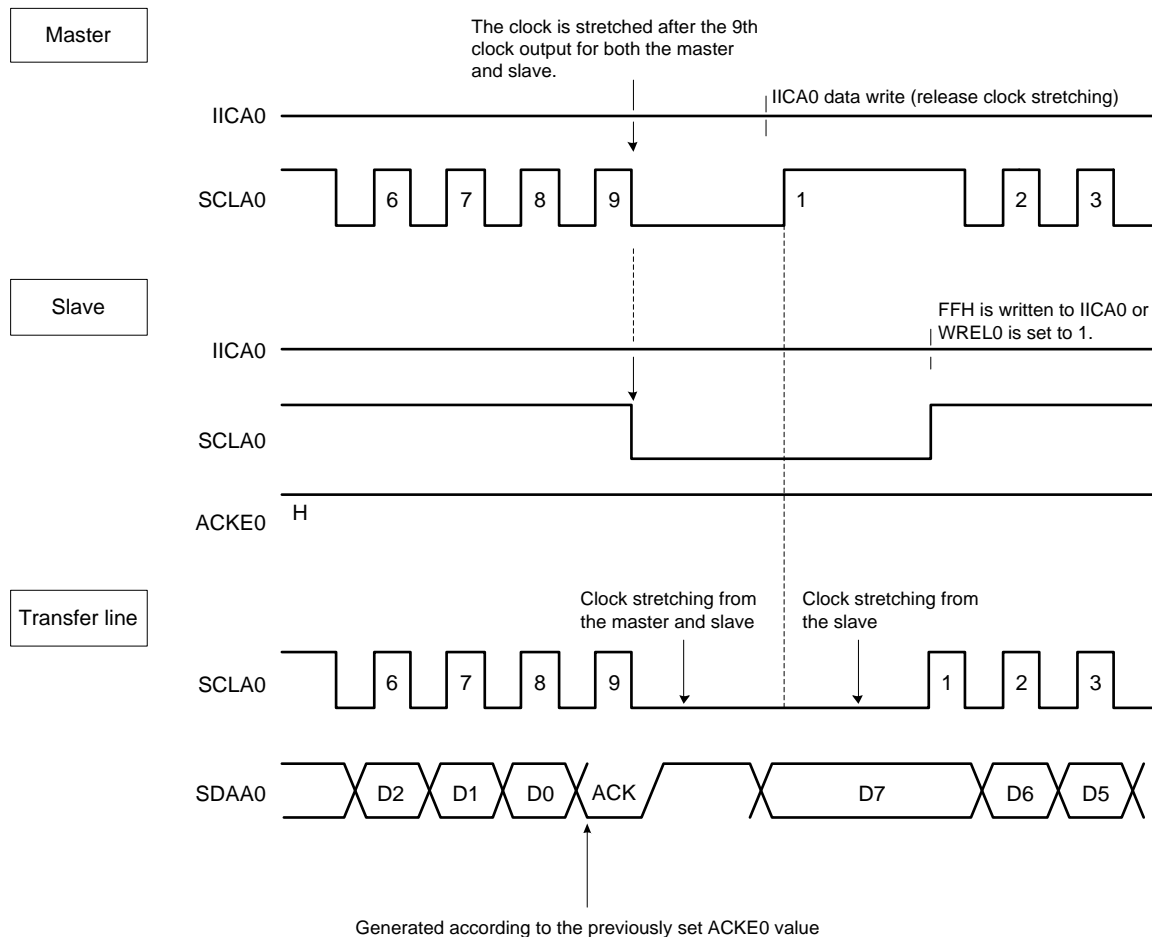 Master
The clock is stretched after the 9th
clock output for both the master
and slave.
IICA0 data write (release clock stretching)
IICA0
SCLA0
6 7 8 9 1 2 3
Slave
FFH is written to IICA0 or
WREL0 is set to 1.
IICA0
SCLA0
H
ACKE0
Transfer line
Clock stretching from
the master and slave
Clock stretching from
the slave
SCLA0
6 7 8 9 1 2 3
SDAA0
D2 D1 D0 ACK D7 D6 D5
Generated according to the previously set ACKE0 value